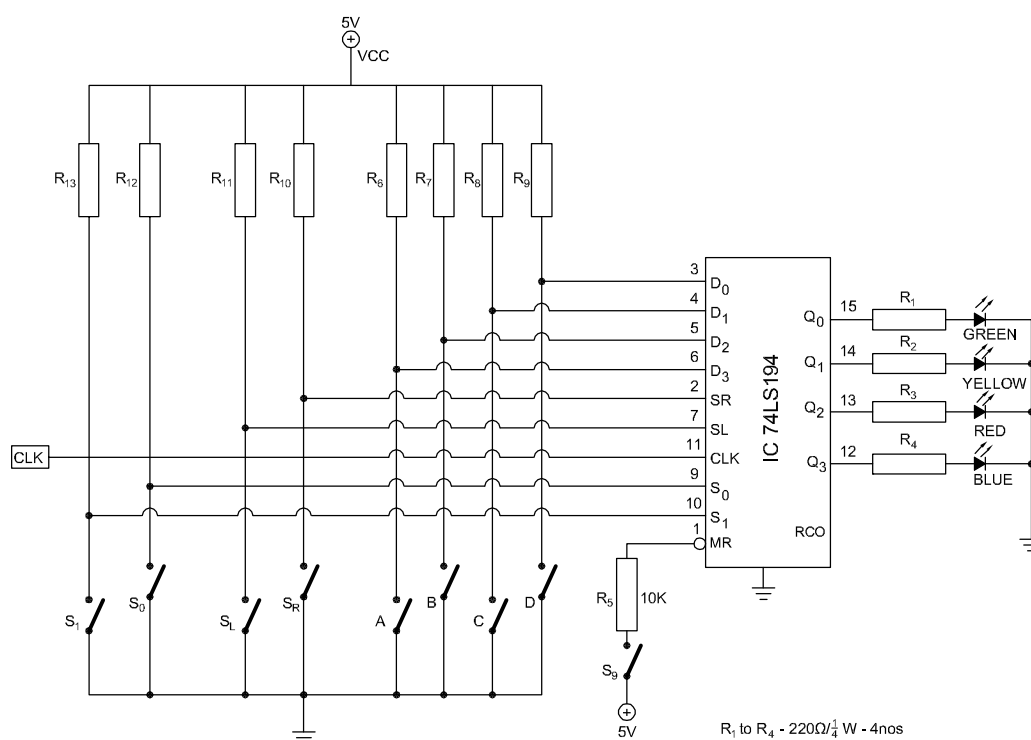 5V
VCC
R13
R12
R11
R10
R6
R7
R8
R9
3
D0
4
D1
5
D2
6
D3
2
SR
7
SL
CLK
11
CLK
9
S0
10
S1
1
MR
IC 74LS194
RCO
Q0
15
R1
GREEN
Q1
14
R2
YELLOW
Q2
13
R3
RED
Q3
12
R4
BLUE
S1
S0
SL
SR
A
B
C
D
R5
10K
S9
5V
R1 to R4 - 220Ω/1/4 W - 4nos